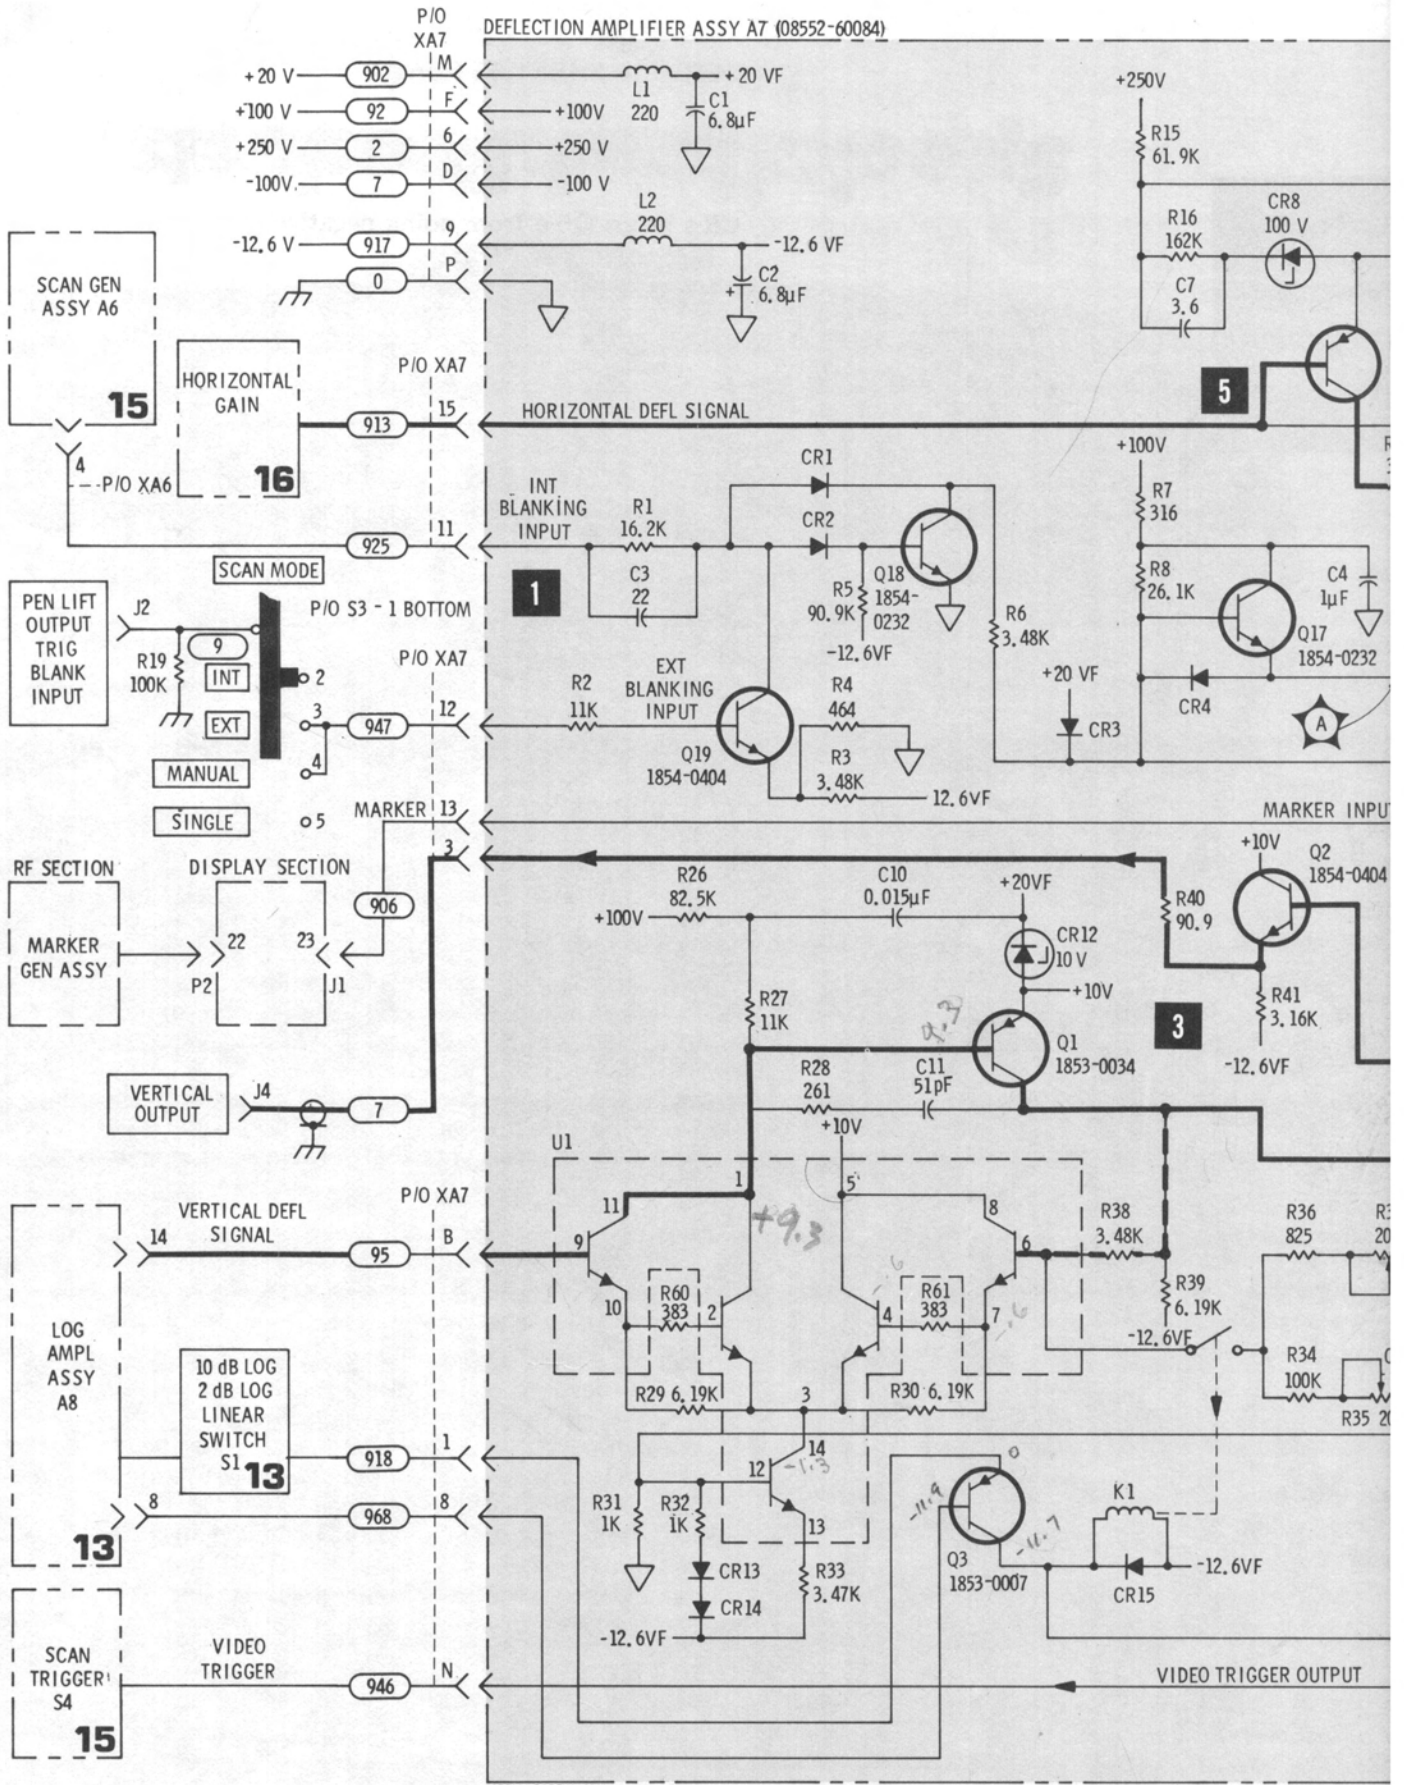 P/O
XA7
DEFLECTION AMPLIFIER ASSY A7 (08552-60084)
+20 V
902
M
L1
220
+20 VF
C1
6.8µF
+100 V
92
F
+100V
+250 V
2
6
+250 V
-100V.
7
D
-100 V
-12.6 V
917
9
L2
220
-12.6 VF
C2
+ 6.8µF
0
P
+250V
R15
61.9K
R16
162K
CR8
100 V
C7
3.6
SCAN GEN
ASSY A6
15
4
P/O XA6
HORIZONTAL
GAIN
16
P/O XA7
913
15
HORIZONTAL DEFL SIGNAL
5
925
11
INT
BLANKING
INPUT
R1
16.2K
C3
22
1
CR1
CR2
R5
90.9K
-12.6VF
Q18
1854-
0232
R6
3.48K
+100V
R7
316
R8
26.1K
C4
1µF
Q17
1854-0232
CR4
+20 VF
CR3
A
SCAN MODE
PEN LIFT
OUTPUT
TRIG
BLANK
INPUT
J2
R19
100K
9
P/O S3 - 1 BOTTOM
INT
2
EXT
3
MANUAL
4
SINGLE
5
P/O XA7
947
12
R2
11K
EXT
BLANKING
INPUT
Q19
1854-0404
R4
464
R3
3.48K
12.6VF
MARKER 13
MARKER INPU
3
RF SECTION
DISPLAY SECTION
MARKER
GEN ASSY
22
23
P2
J1
906
R26
82.5K
+100V
C10
0.015µF
+20VF
CR12
10 V
+10V
R27
11K
9.3
Q1
1853-0034
R28
261
C11
51pF
R40
90.9
+10V
Q2
1854-0404
R41
3.16K
-12.6VF
3
VERTICAL
OUTPUT
J4
7
U1
+10V
1
5
11
8
+9.3
P/O XA7
LOG
AMPL
ASSY
A8
13
14
VERTICAL DEFL
SIGNAL
95
B
9
10
R60
383
2
-.6
4
R61
383
6
7
-.6
R38
3.48K
R39
6.19K
-12.6VF
R36
825
R34
100K
R35
R29 6.19K
3
R30 6.19K
10 dB LOG
2 dB LOG
LINEAR
SWITCH
S1 13
918
1
8
968
8
R31
1K
R32
1K
12
14
-1.3
13
CR13
CR14
-12.6VF
R33
3.47K
0
-11.9
-11.7
Q3
1853-0007
K1
CR15
-12.6VF
SCAN
TRIGGER
S4
15
VIDEO
TRIGGER
946
N
VIDEO TRIGGER OUTPUT